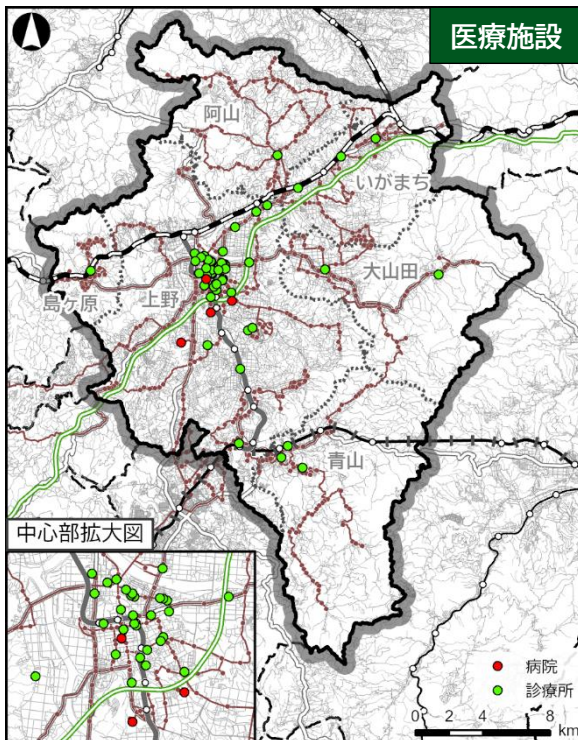 医療施設
阿山
いがまち
大山田
島ヶ原
上野
青山
中心部拡大図
病院
診療所
0 2 4 8
km